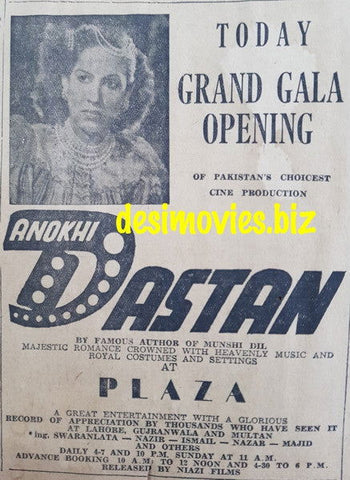 TODAY
GRAND GALA
OPENING
OF PAKISTAN'S CHOICEST
CINE PRODUCTION
desimovies.biz
ANOKHI
DASTAN
BY FAMOUS AUTHOR OF MUNSHI DIL
MAJESTIC ROMANCE CROWNED WITH HEAVENLY MUSIC AND
ROYAL COSTUMES AND SETTINGS
AT
PLAZA
A GREAT ENTERTAINMENT WITH A GLORIOUS
RECORD OF APPRECIATION BY THOUSANDS WHO HAVE SEEN IT
AT LAHORE, GUJRANWALA AND MULTAN
*ing. SWARANLATA - NAZIR - ISMAIL - NAZAR - MAJID
AND OTHERS
DAILY 4-7 AND 10 P.M. SUNDAY AT 11 A.M.
ADVANCE BOOKING 10 A.M. TO 12 NOON AND 4-30 TO 6 P.M.
RELEASED BY NIAZI FILMS